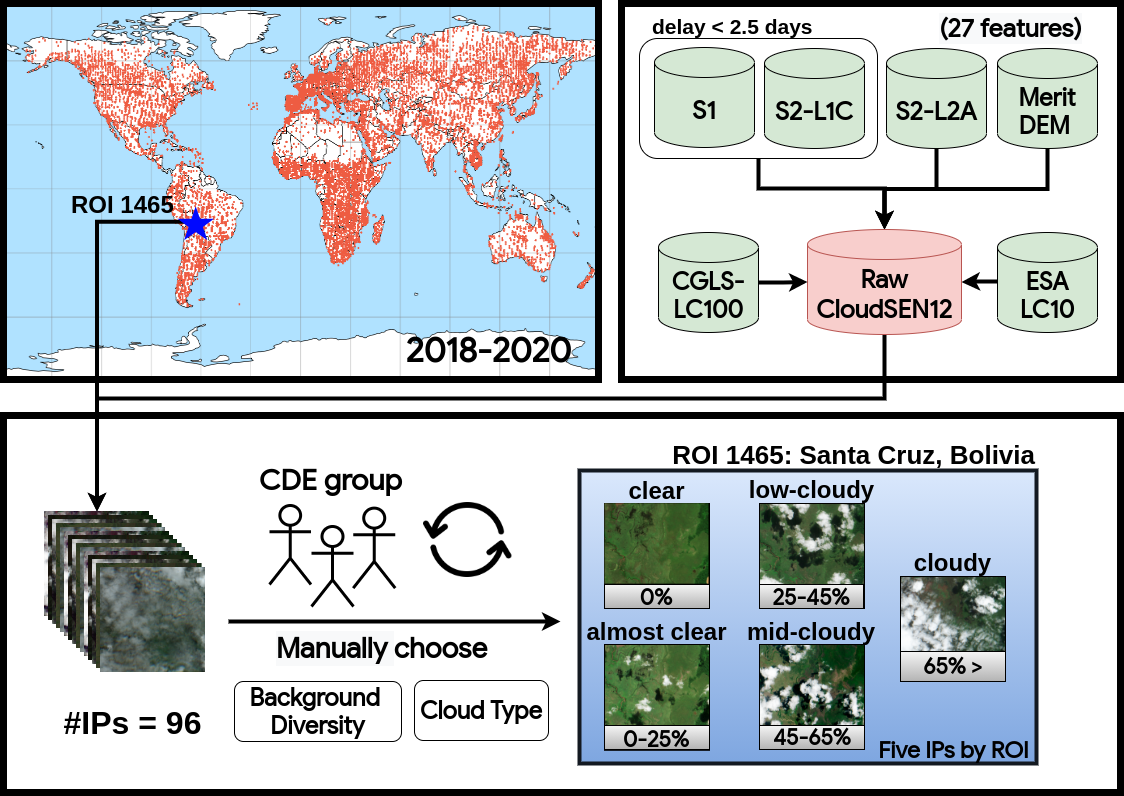 ROI 1465
2018-2020
delay < 2.5 days
(27 features)
S1
S2-L1C
S2-L2A
Merit
DEM
CGLS-
LC100
Raw
CloudSEN12
ESA
LC10
#IPs = 96
CDE group
Manually choose
Background
Diversity
Cloud Type
ROI 1465: Santa Cruz, Bolivia
clear
0%
low-cloudy
25-45%
almost clear
0-25%
mid-cloudy
45-65%
cloudy
65% >
Five IPs by ROI